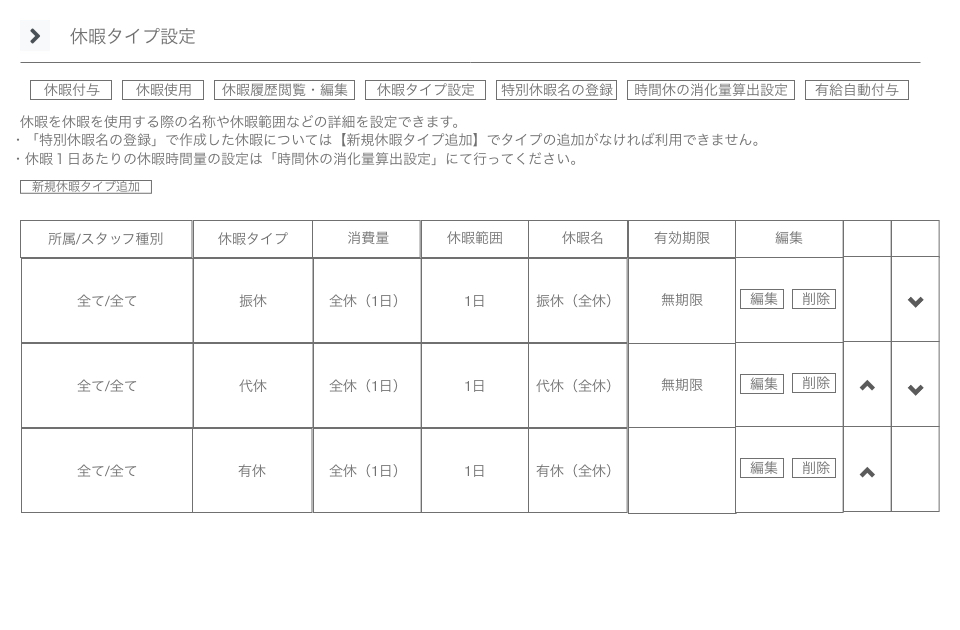 休暇タイプ設定
休暇付与 休暇使用 休暇履歴閲覧・編集 休暇タイプ設定 特別休暇名の登録 時間休の消化量算出設定 有給自動付与
休暇を休暇を使用する際の名称や休暇範囲などの詳細を設定できます。
・「特別休暇名の登録」で作成した休暇については【新規休暇タイプ追加】でタイプの追加がなければ利用できません。
・休暇１日あたりの休暇時間量の設定は「時間休の消化量算出設定」にて行ってください。
新規休暇タイプ追加
所属/スタッフ種別 休暇タイプ 消費量 休暇範囲 休暇名 有効期限 編集
全て/全て 振休 全休（1日） 1日 振休（全休） 無期限 編集 削除
全て/全て 代休 全休（1日） 1日 代休（全休） 無期限 編集 削除
全て/全て 有休 全休（1日） 1日 有休（全休） 編集 削除